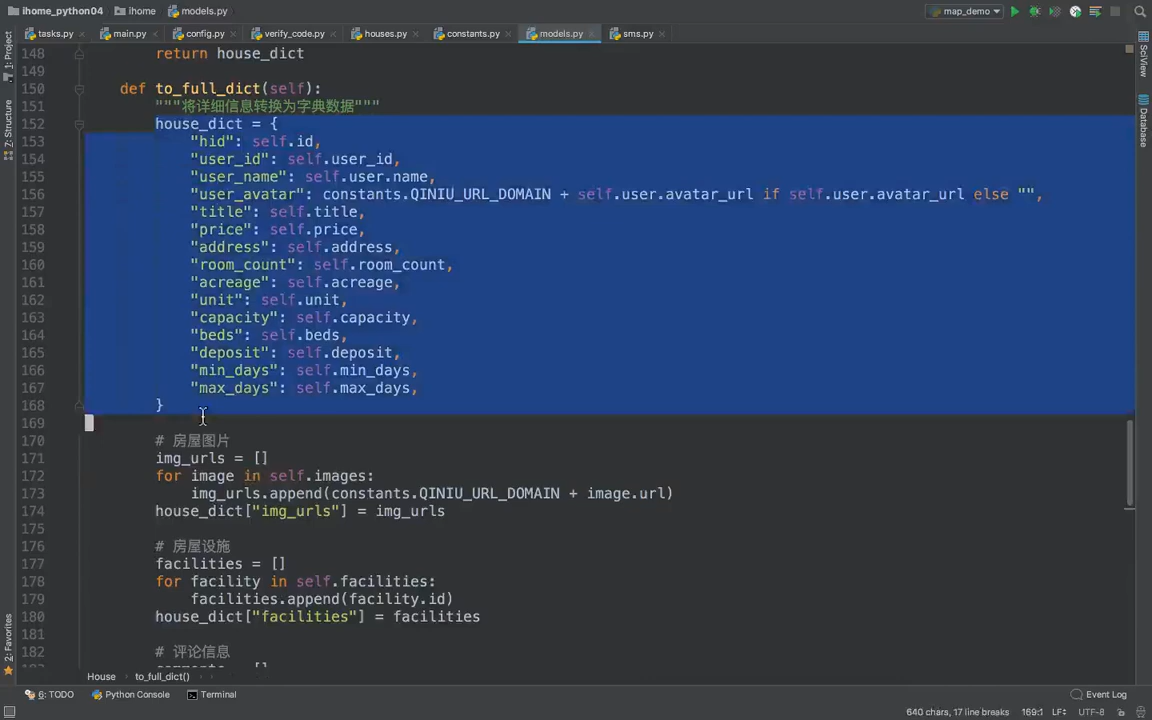 ihome_python04 ihome models.py map_demo
tasks.py main.py config.py verify_code.py houses.py constants.py models.py sms.py
1: Project
7: Structure
2: Favorites
SciView
Database
148 return house_dict
149
150 def to_full_dict(self):
151 """将详细信息转换为字典数据"""
152 house_dict = {
153 "hid": self.id,
154 "user_id": self.user_id,
155 "user_name": self.user.name,
156 "user_avatar": constants.QINIU_URL_DOMAIN + self.user.avatar_url if self.user.avatar_url else "",
157 "title": self.title,
158 "price": self.price,
159 "address": self.address,
160 "room_count": self.room_count,
161 "acreage": self.acreage,
162 "unit": self.unit,
163 "capacity": self.capacity,
164 "beds": self.beds,
165 "deposit": self.deposit,
166 "min_days": self.min_days,
167 "max_days": self.max_days,
168 }
169
170 # 房屋图片
171 img_urls = []
172 for image in self.images:
173 img_urls.append(constants.QINIU_URL_DOMAIN + image.url)
174 house_dict["img_urls"] = img_urls
175
176 # 房屋设施
177 facilities = []
178 for facility in self.facilities:
179 facilities.append(facility.id)
180 house_dict["facilities"] = facilities
181
182 # 评论信息
House to_full_dict()
6: TODO Python Console Terminal Event Log
640 chars, 17 line breaks 169:1 LF UTF-8